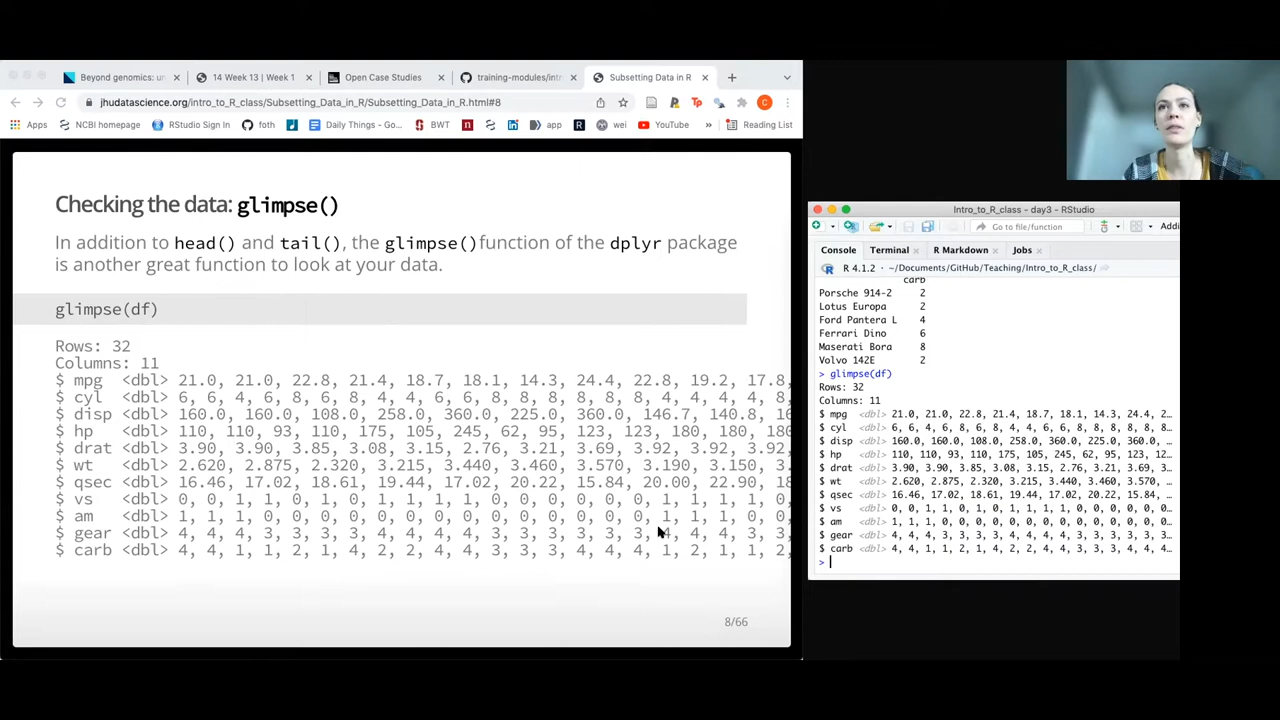 Beyond genomics: un
14 Week 13 | Week 1
Open Case Studies
training-modules/intr
Subsetting Data in R
jhudatascience.org/intro_to_R_class/Subsetting_Data_in_R/Subsetting_Data_in_R.html#8
Apps
NCBI homepage
RStudio Sign In
foth
Daily Things - Go...
BWT
app
wei
YouTube
»
Reading List
Checking the data: glimpse()
In addition to head() and tail(), the glimpse()function of the dplyr package
is another great function to look at your data.
glimpse(df)
Rows: 32
Columns: 11
$ mpg <dbl> 21.0, 21.0, 22.8, 21.4, 18.7, 18.1, 14.3, 24.4, 22.8, 19.2, 17.8,
$ cyl <dbl> 6, 6, 4, 6, 8, 6, 8, 4, 4, 6, 6, 8, 8, 8, 8, 8, 8, 4, 4, 4, 4, 8,
$ disp <dbl> 160.0, 160.0, 108.0, 258.0, 360.0, 225.0, 360.0, 146.7, 140.8, 16
$ hp <dbl> 110, 110, 93, 110, 175, 105, 245, 62, 95, 123, 123, 180, 180, 180
$ drat <dbl> 3.90, 3.90, 3.85, 3.08, 3.15, 2.76, 3.21, 3.69, 3.92, 3.92, 3.92,
$ wt <dbl> 2.620, 2.875, 2.320, 3.215, 3.440, 3.460, 3.570, 3.190, 3.150, 3.
$ qsec <dbl> 16.46, 17.02, 18.61, 19.44, 17.02, 20.22, 15.84, 20.00, 22.90, 18
$ vs <dbl> 0, 0, 1, 1, 0, 1, 0, 1, 1, 1, 1, 0, 0, 0, 0, 0, 0, 1, 1, 1, 1, 0,
$ am <dbl> 1, 1, 1, 0, 0, 0, 0, 0, 0, 0, 0, 0, 0, 0, 0, 0, 0, 1, 1, 1, 0, 0,
$ gear <dbl> 4, 4, 4, 3, 3, 3, 3, 4, 4, 4, 4, 3, 3, 3, 3, 3, 3, 4, 4, 4, 3, 3,
$ carb <dbl> 4, 4, 1, 1, 2, 1, 4, 2, 2, 4, 4, 3, 3, 3, 4, 4, 4, 1, 2, 1, 1, 2,
8/66
Intro_to_R_class - day3 - RStudio
Go to file/function
Addi
Console
Terminal
R Markdown
Jobs
R 4.1.2 · ~/Documents/GitHub/Teaching/Intro_to_R_class/
carb
Porsche 914-2 2
Lotus Europa 2
Ford Pantera L 4
Ferrari Dino 6
Maserati Bora 8
Volvo 142E 2
> glimpse(df)
Rows: 32
Columns: 11
$ mpg <dbl> 21.0, 21.0, 22.8, 21.4, 18.7, 18.1, 14.3, 24.4, 2…
$ cyl <dbl> 6, 6, 4, 6, 8, 6, 8, 4, 4, 6, 6, 8, 8, 8, 8, 8, 8…
$ disp <dbl> 160.0, 160.0, 108.0, 258.0, 360.0, 225.0, 360.0, …
$ hp <dbl> 110, 110, 93, 110, 175, 105, 245, 62, 95, 123, 12…
$ drat <dbl> 3.90, 3.90, 3.85, 3.08, 3.15, 2.76, 3.21, 3.69, 3…
$ wt <dbl> 2.620, 2.875, 2.320, 3.215, 3.440, 3.460, 3.570, …
$ qsec <dbl> 16.46, 17.02, 18.61, 19.44, 17.02, 20.22, 15.84, …
$ vs <dbl> 0, 0, 1, 1, 0, 1, 0, 1, 1, 1, 1, 0, 0, 0, 0, 0, 0…
$ am <dbl> 1, 1, 1, 0, 0, 0, 0, 0, 0, 0, 0, 0, 0, 0, 0, 0, 0…
$ gear <dbl> 4, 4, 4, 3, 3, 3, 3, 4, 4, 4, 4, 3, 3, 3, 3, 3, 3…
$ carb <dbl> 4, 4, 1, 1, 2, 1, 4, 2, 2, 4, 4, 3, 3, 3, 4, 4, 4…
>